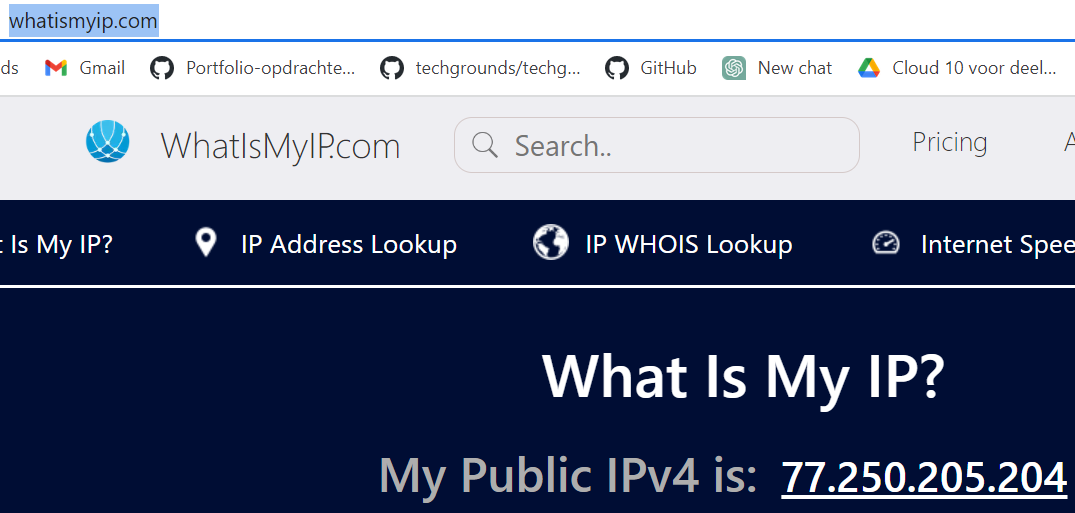 whatismyip.com
ds Gmail Portfolio-opdrachte... techgrounds/techg... GitHub New chat Cloud 10 voor deel...
WhatIsMyIP.com Search.. Pricing A
t Is My IP? IP Address Lookup IP WHOIS Lookup Internet Spee
What Is My IP?
My Public IPv4 is: 77.250.205.204